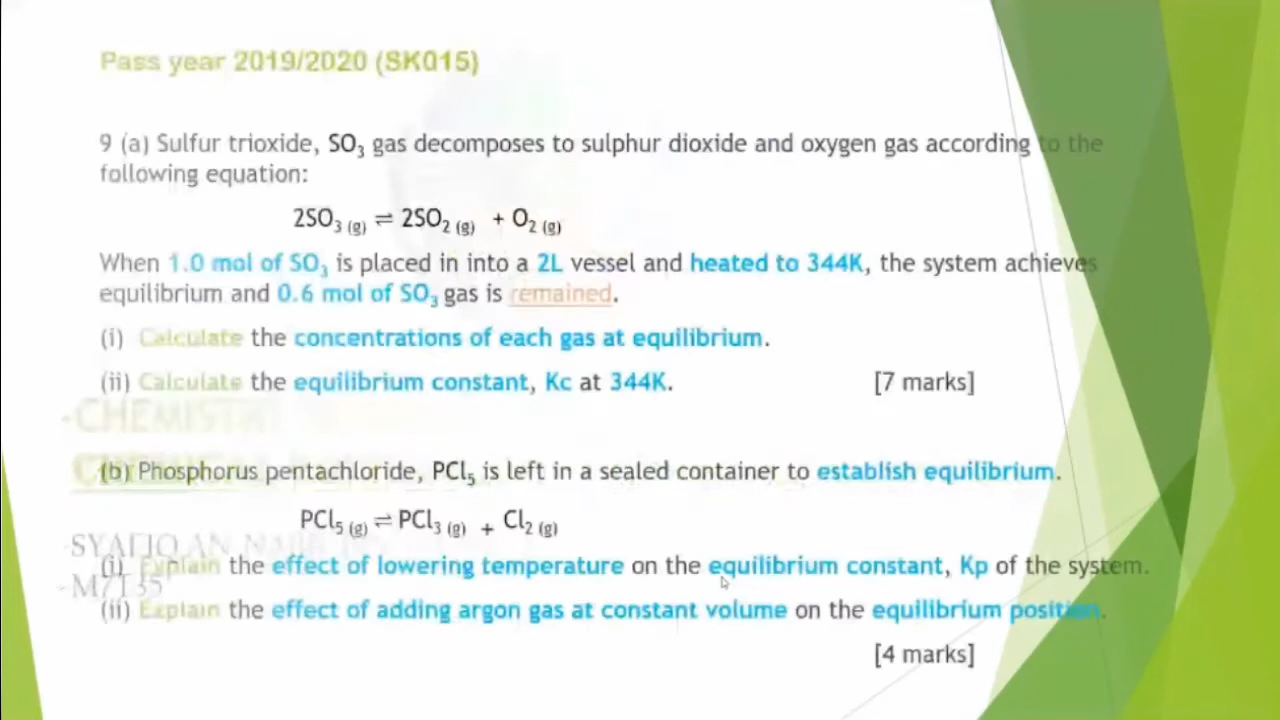 Pass year 2019/2020 (SK015)
9 (a) Sulfur trioxide, SO₃ gas decomposes to sulphur dioxide and oxygen gas according to the
following equation:
2SO₃ (g) ⇌ 2SO₂ (g) + O₂ (g)
When 1.0 mol of SO₃ is placed in into a 2L vessel and heated to 344K, the system achieves
equilibrium and 0.6 mol of SO₃ gas is remained.
(i) Calculate the concentrations of each gas at equilibrium.
(ii) Calculate the equilibrium constant, Kc at 344K. [7 marks]
-CHEMISTRY
(b) Phosphorus pentachloride, PCl₅ is left in a sealed container to establish equilibrium.
PCl₅ (g) ⇌ PCl₃ (g) + Cl₂ (g)
(i) Explain the effect of lowering temperature on the equilibrium constant, Kp of the system.
-M7T35
(ii) Explain the effect of adding argon gas at constant volume on the equilibrium position.
[4 marks]